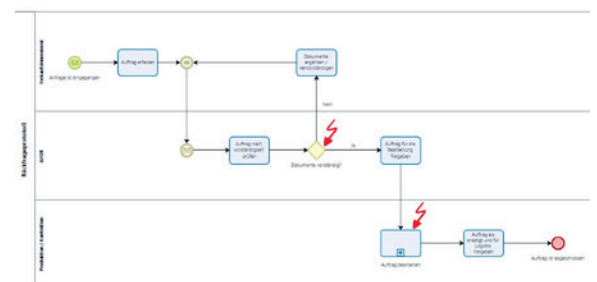 Rückfrageprotokoll
Anfrage ist eingegangen
Auftrag erfassen
Dokumente
ergänzen /
vervollständigen
Nein
Auftrag nach
Vollständigkeit
prüfen
Dokumente vollständig?
Ja
Auftrag für die
Bearbeitung
freigeben
Auftrag bearbeiten
Auftrag als
erledigt und für
Logistik
freigeben
Auftrag ist abgeschlossen